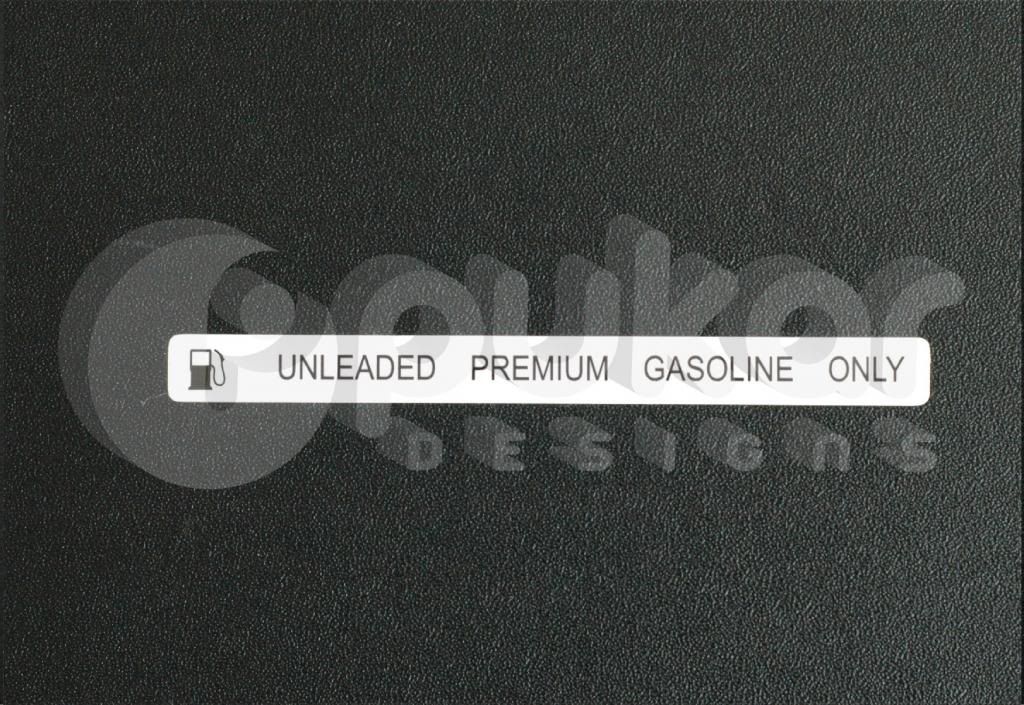 UNLEADED PREMIUM GASOLINE ONLY
pukar
DESIGNS